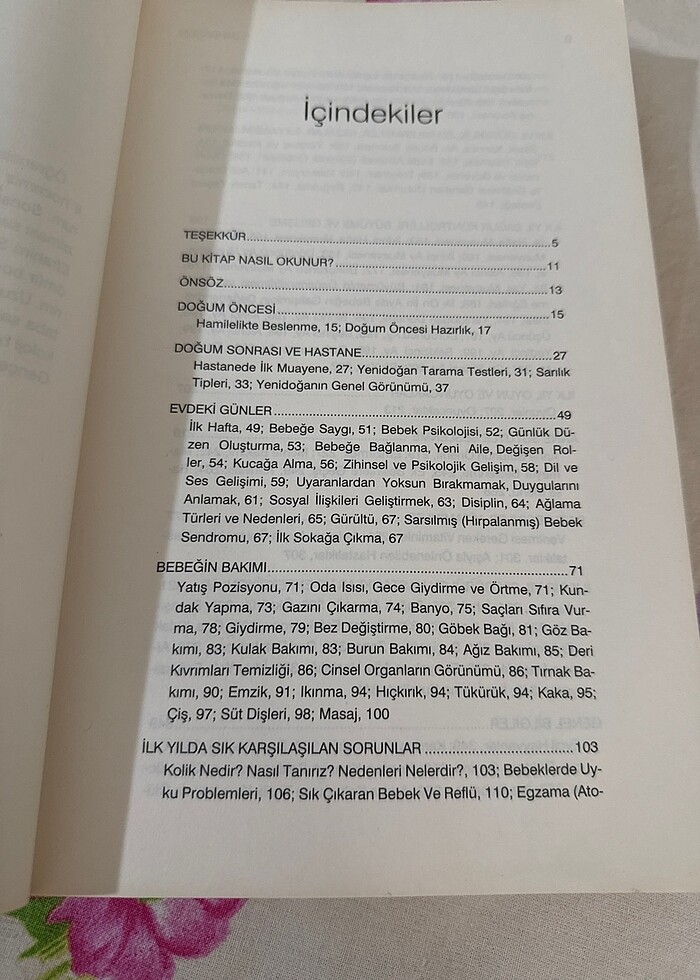 İçindekiler
TEŞEKKÜR.....5
BU KİTAP NASIL OKUNUR?.....11
ÖNSÖZ.....13
DOĞUM ÖNCESİ.....15
Hamilelikte Beslenme, 15; Doğum Öncesi Hazırlık, 17
DOĞUM SONRASI VE HASTANE.....27
Hastanede İlk Muayene, 27; Yenidoğan Tarama Testleri, 31; Sarılık
Tipleri, 33; Yenidoğanın Genel Görünümü, 37
EVDEKİ GÜNLER.....49
İlk Hafta, 49; Bebeğe Saygı, 51; Bebek Psikolojisi, 52; Günlük Dü-
zen Oluşturma, 53; Bebeğe Bağlanma, Yeni Aile, Değişen Rol-
ler, 54; Kucağa Alma, 56; Zihinsel ve Psikolojik Gelişim, 58; Dil ve
Ses Gelişimi, 59; Uyaranlardan Yoksun Bırakmamak, Duygularını
Anlamak, 61; Sosyal İlişkileri Geliştirmek, 63; Disiplin, 64; Ağlama
Türleri ve Nedenleri, 65; Gürültü, 67; Sarsılmış (Hırpalanmış) Bebek
Sendromu, 67; İlk Sokağa Çıkma, 67
BEBEĞİN BAKIMI.....71
Yatış Pozisyonu, 71; Oda Isısı, Gece Giydirme ve Örtme, 71; Kun-
dak Yapma, 73; Gazını Çıkarma, 74; Banyo, 75; Saçları Sıfıra Vur-
ma, 78; Giydirme, 79; Bez Değiştirme, 80; Göbek Bağı, 81; Göz Ba-
kımı, 83; Kulak Bakımı, 83; Burun Bakımı, 84; Ağız Bakımı, 85; Deri
Kıvrımları Temizliği, 86; Cinsel Organların Görünümü, 86; Tırnak Ba-
kımı, 90; Emzik, 91; Ikınma, 94; Hıçkırık, 94; Tükürük, 94; Kaka, 95;
Çiş, 97; Süt Dişleri, 98; Masaj, 100
İLK YILDA SIK KARŞILAŞILAN SORUNLAR.....103
Kolik Nedir? Nasıl Tanırız? Nedenleri Nelerdir?, 103; Bebeklerde Uy-
ku Problemleri, 106; Sık Çıkaran Bebek Ve Reflü, 110; Egzama (Ato-